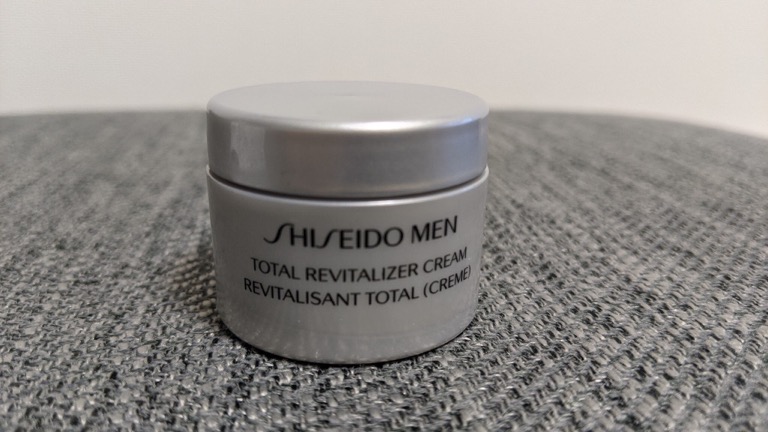 SHISEIDO MEN
TOTAL REVITALIZER CREAM
REVITALISANT TOTAL (CREME)